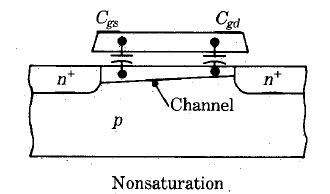 C_gs C_gd
n⁺ n⁺
Channel
p
Nonsaturation